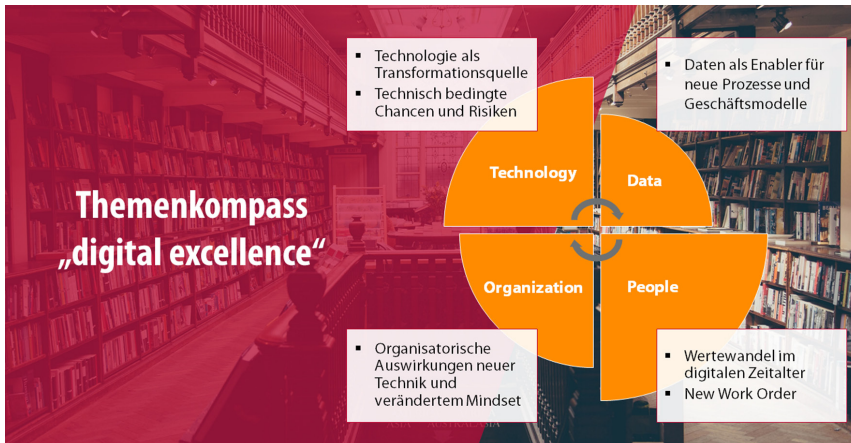 Themenkompass
„digital excellence“
▪ Technologie als
Transformationsquelle
▪ Technisch bedingte
Chancen und Risiken
▪ Daten als Enabler für
neue Prozesse und
Geschäftsmodelle
Technology
Data
Organization
People
▪ Organisatorische
Auswirkungen neuer
Technik und
verändertem Mindset
▪ Wertewandel im
digitalen Zeitalter
▪ New Work Order
AUSTRALASIA